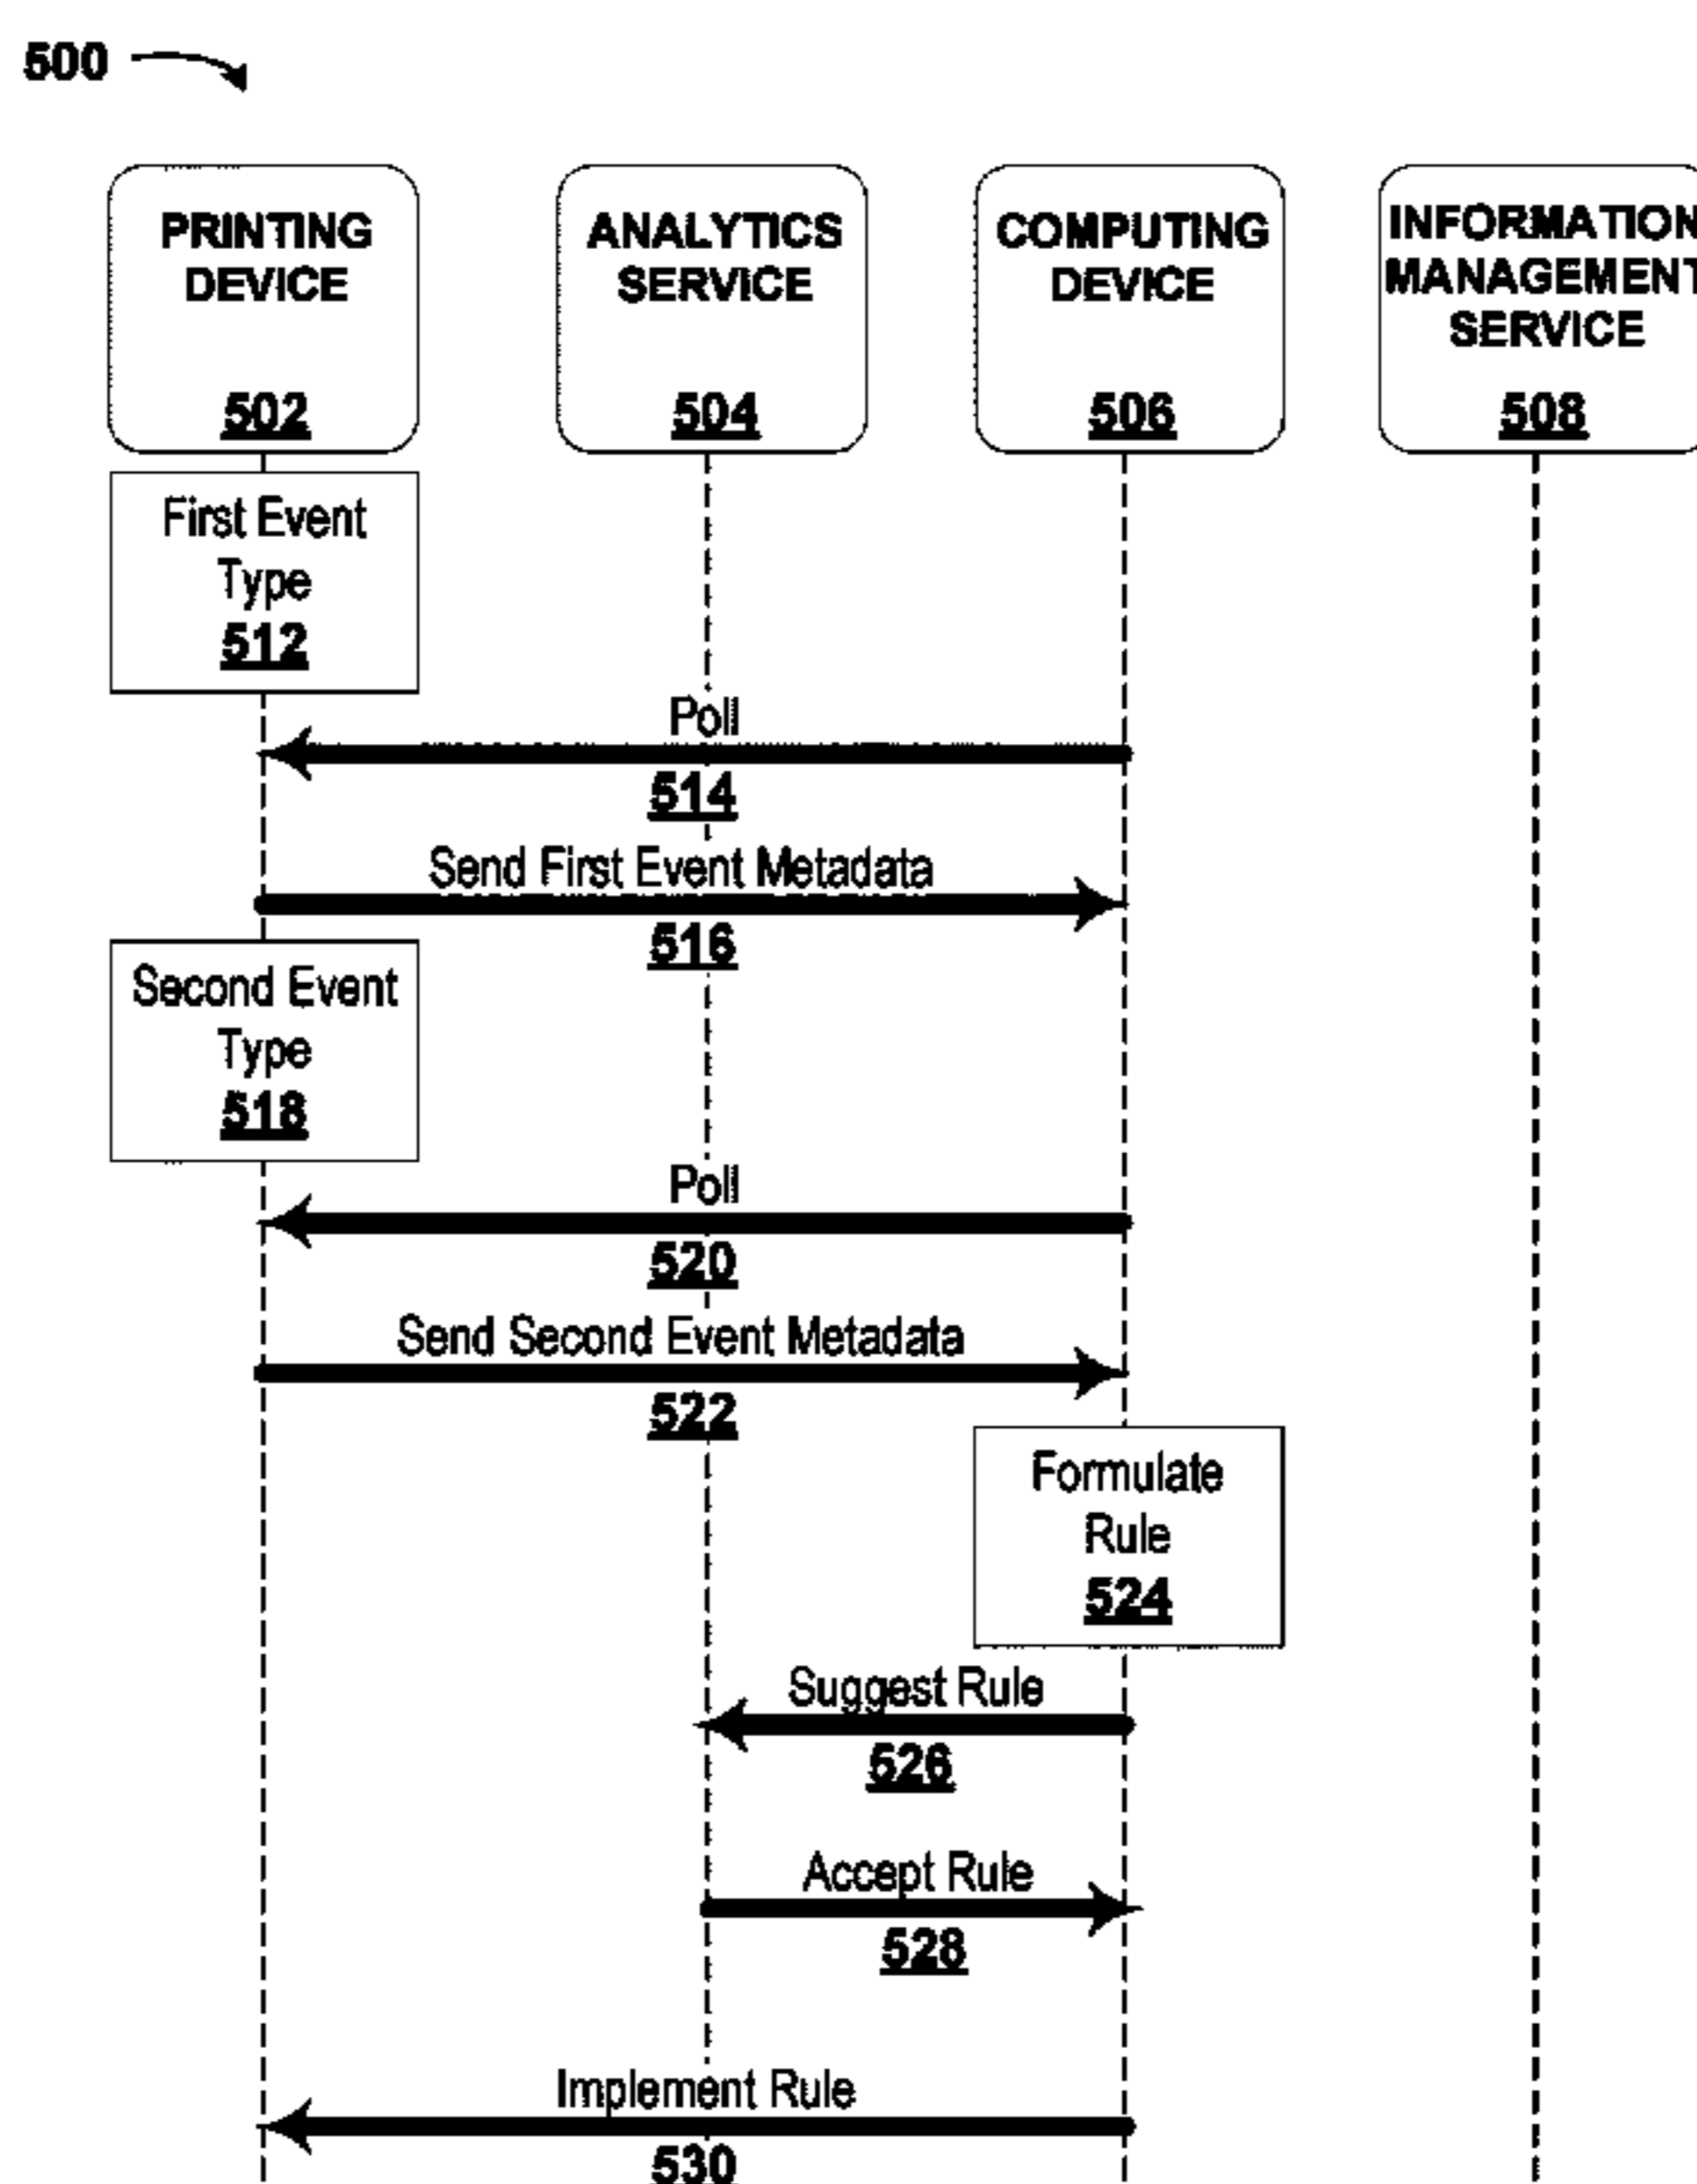 500
PRINTING
DEVICE
502
ANALYTICS
SERVICE
504
COMPUTING
DEVICE
506
INFORMATION
MANAGEMENT
SERVICE
508
First Event
Type
512
Poll
514
Send First Event Metadata
516
Second Event
Type
518
Poll
520
Send Second Event Metadata
522
Formulate
Rule
524
Suggest Rule
526
Accept Rule
528
Implement Rule
530